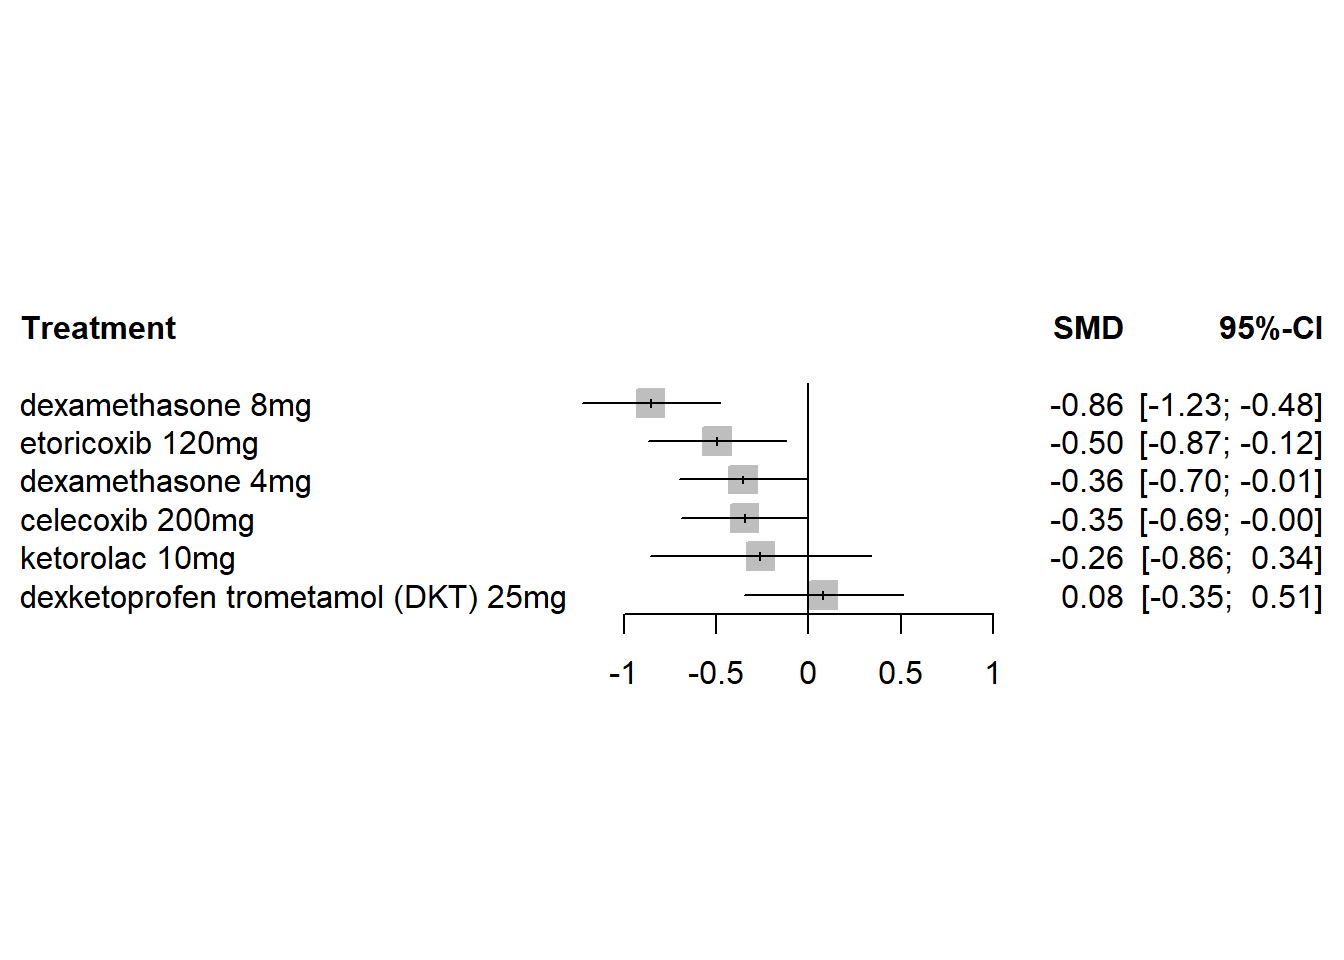 Treatment SMD 95%-CI
dexamethasone 8mg -0.86 [-1.23; -0.48]
etoricoxib 120mg -0.50 [-0.87; -0.12]
dexamethasone 4mg -0.36 [-0.70; -0.01]
celecoxib 200mg -0.35 [-0.69; -0.00]
ketorolac 10mg -0.26 [-0.86; 0.34]
dexketoprofen trometamol (DKT) 25mg 0.08 [-0.35; 0.51]
-1 -0.5 0 0.5 1